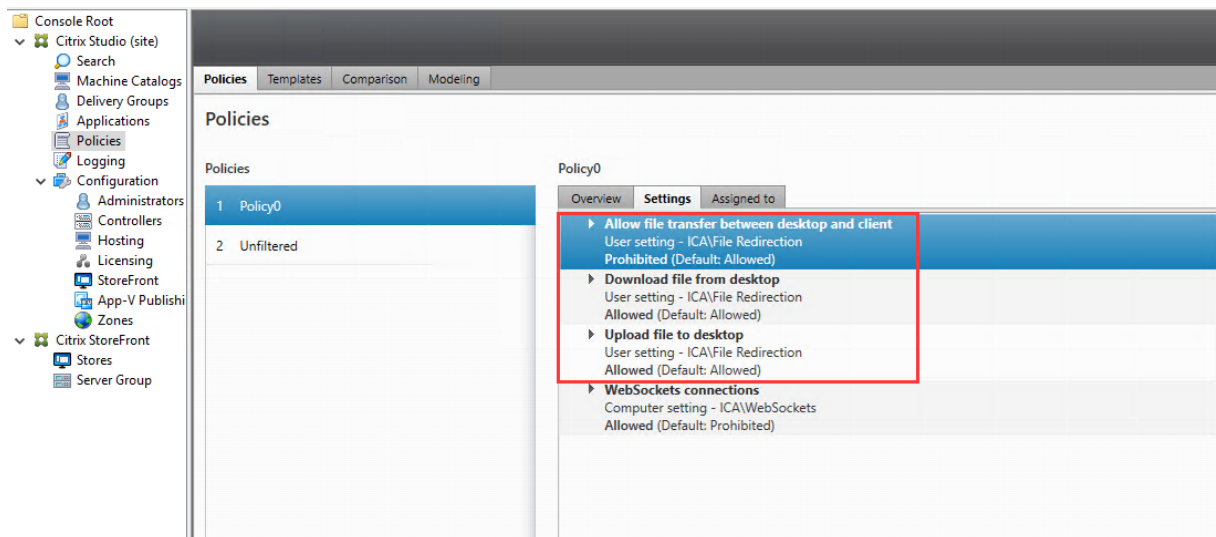 Console Root
Citrix Studio (site)
Search
Machine Catalogs
Delivery Groups
Applications
Policies
Logging
Configuration
Administrators
Controllers
Hosting
Licensing
StoreFront
App-V Publishi
Zones
Citrix StoreFront
Stores
Server Group
Policies Templates Comparison Modeling
Policies
Policies
1 Policy0
2 Unfiltered
Policy0
Overview Settings Assigned to
Allow file transfer between desktop and client
User setting - ICA\File Redirection
Prohibited (Default: Allowed)
Download file from desktop
User setting - ICA\File Redirection
Allowed (Default: Allowed)
Upload file to desktop
User setting - ICA\File Redirection
Allowed (Default: Allowed)
WebSockets connections
Computer setting - ICA\WebSockets
Allowed (Default: Prohibited)